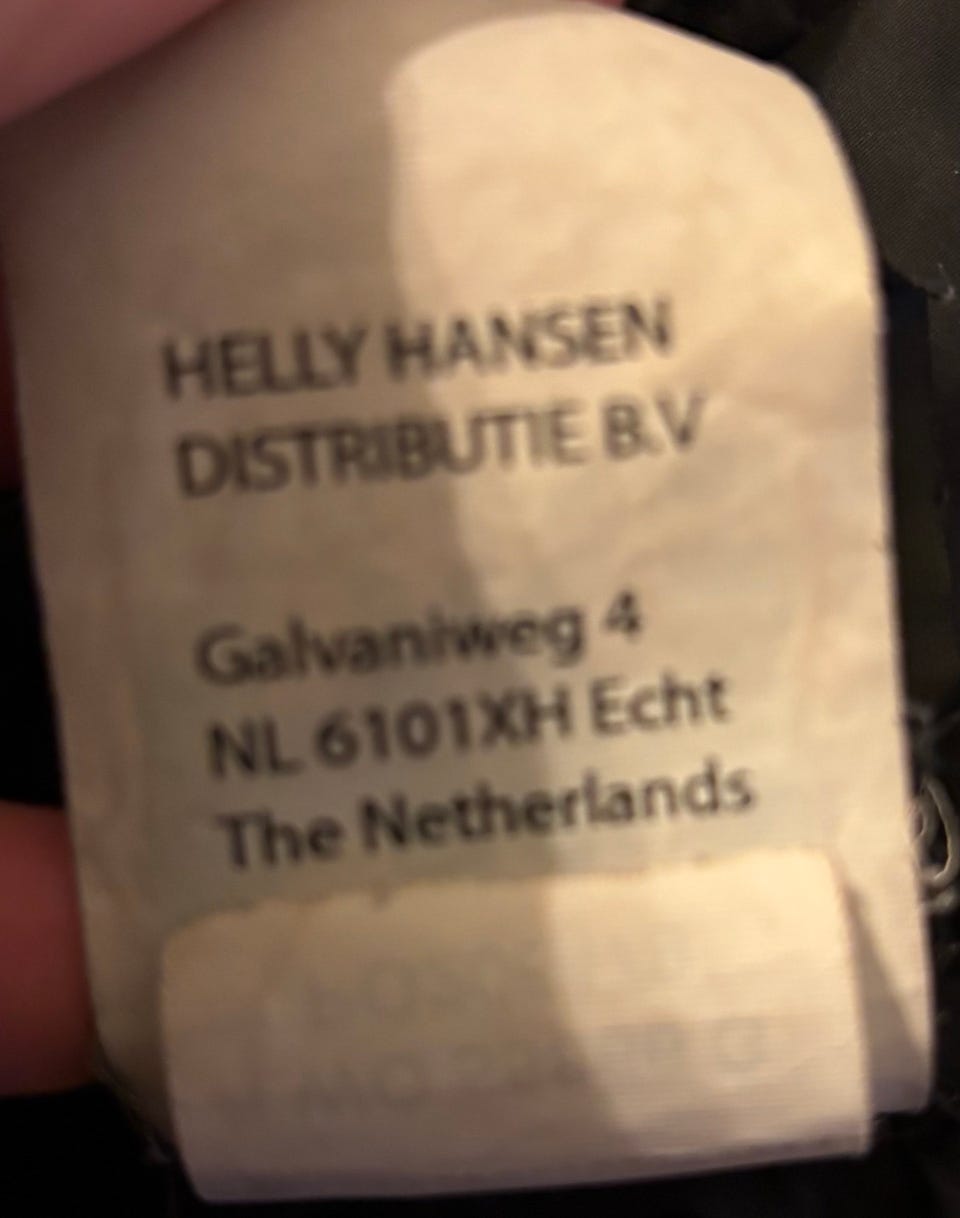 HELLY HANSEN
DISTRIBUTIE B.V
Galvaniweg 4
NL 6101XH Echt
The Netherlands